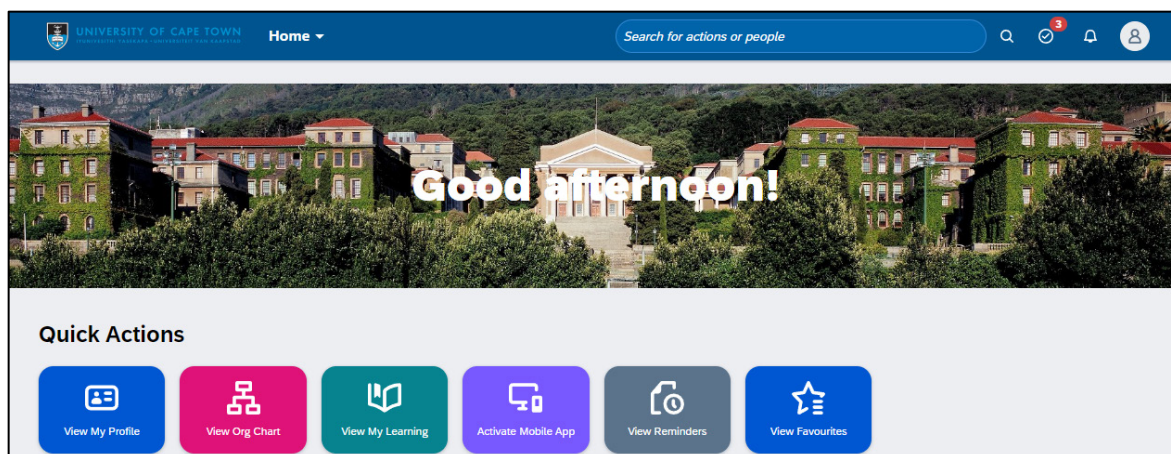 UNIVERSITY OF CAPE TOWN
Home
Search for actions or people
3
Good afternoon!
Quick Actions
View My Profile
View Org Chart
View My Learning
Activate Mobile App
View Reminders
View Favourites